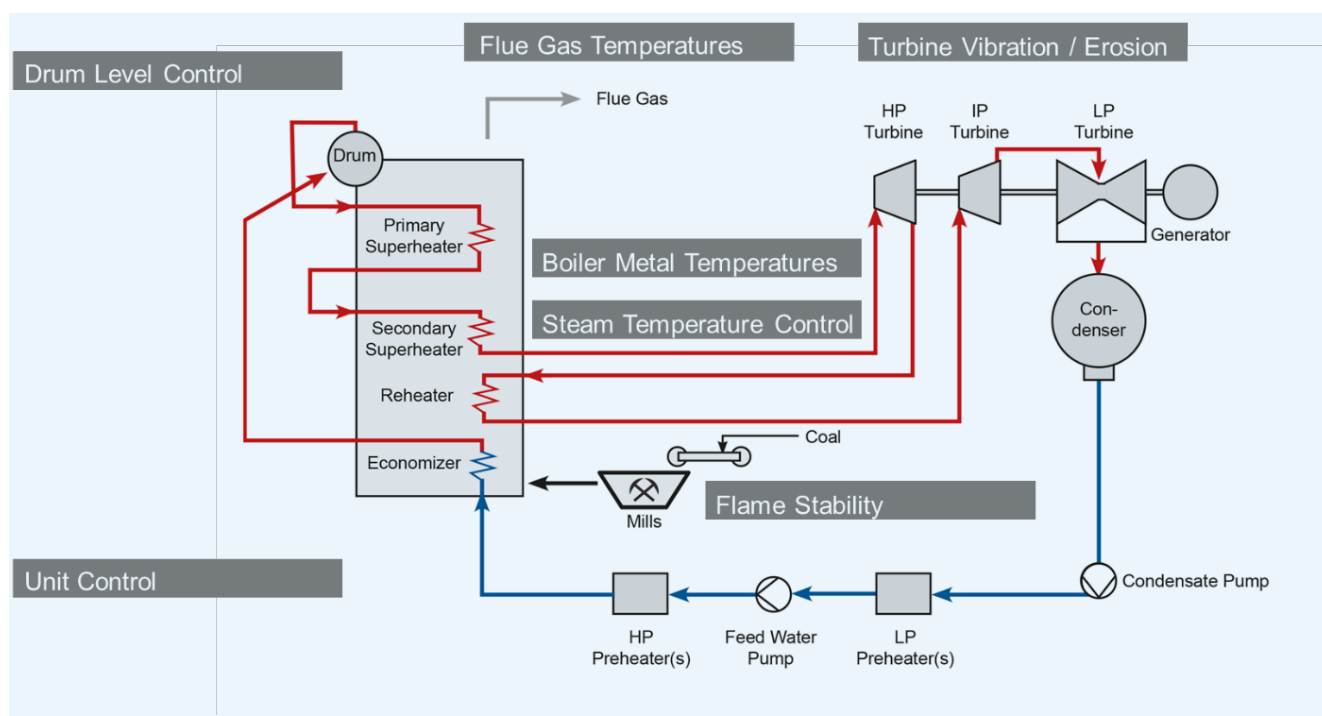 Flue Gas Temperatures
Turbine Vibration / Erosion
Drum Level Control
Flue Gas
HP
Turbine
IP
Turbine
LP
Turbine
Drum
Primary
Superheater
Generator
Boiler Metal Temperatures
Steam Temperature Control
Con-
denser
Secondary
Superheater
Reheater
Coal
Economizer
Flame Stability
Mills
Unit Control
Condensate Pump
HP
Preheater(s)
Feed Water
Pump
LP
Preheater(s)